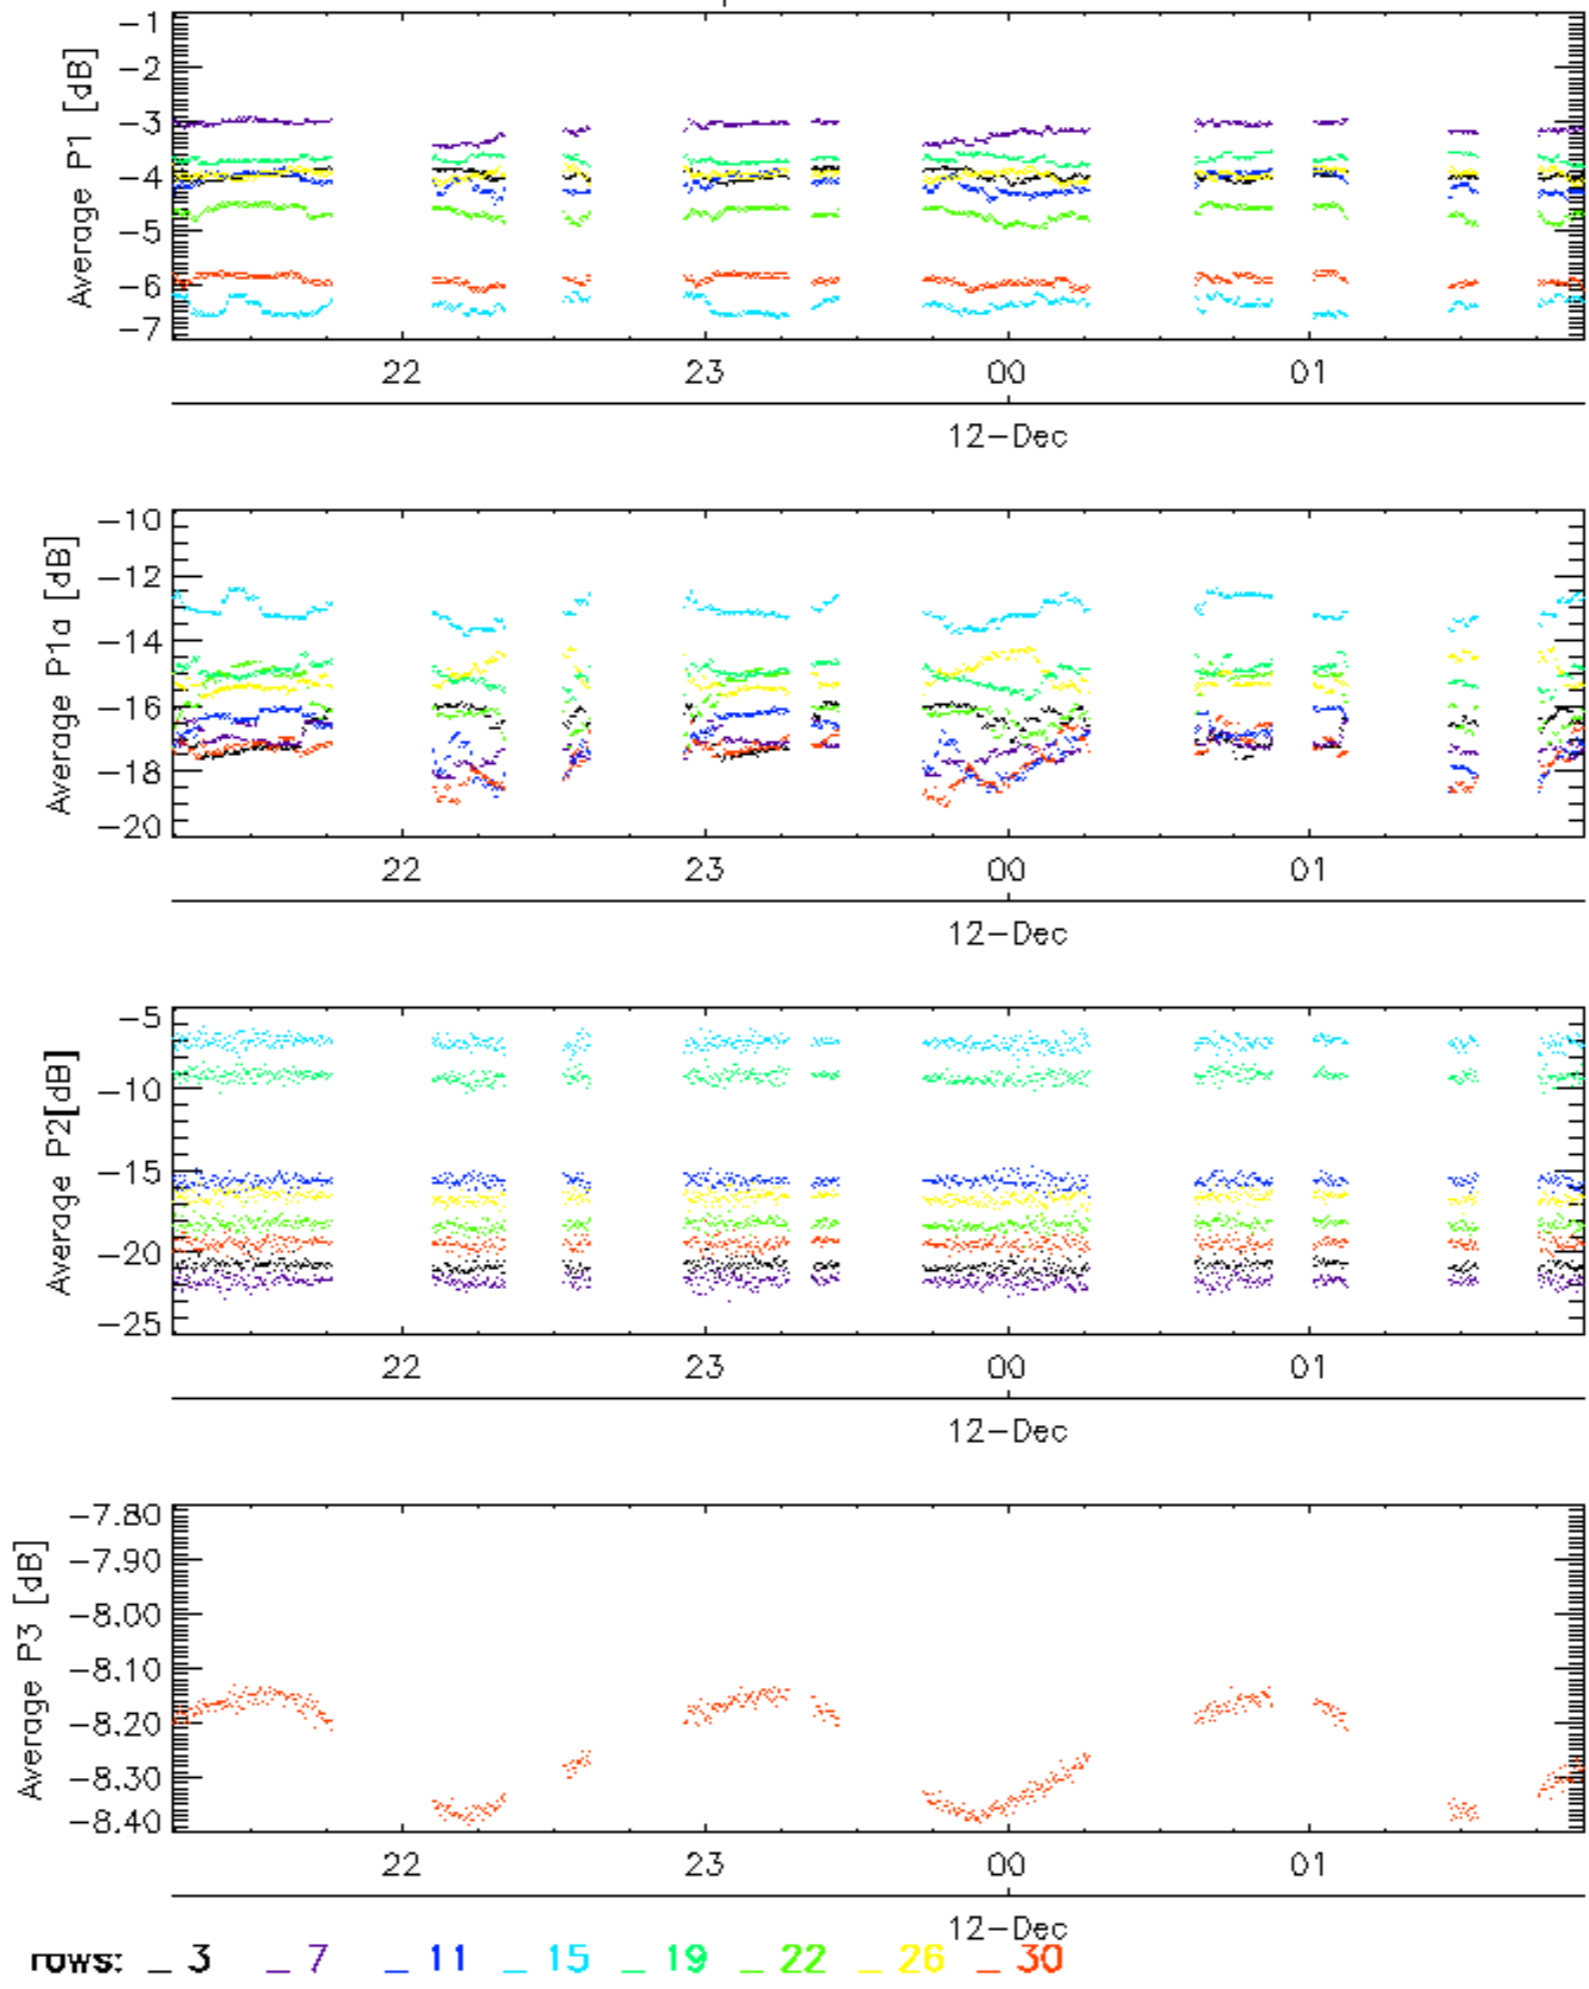 Average P1 [dB]
-1
-2
-3
-4
-5
-6
-7
22 23 00 01
12-Dec
Average P1a [dB]
-10
-12
-14
-16
-18
-20
22 23 00 01
12-Dec
Average P2[dB]
-5
-10
-15
-20
-25
22 23 00 01
12-Dec
Average P3 [dB]
-7.80
-7.90
-8.00
-8.10
-8.20
-8.30
-8.40
22 23 00 01
12-Dec
rows: _ 3 _ 7 _ 11 _ 15 _ 19 _ 22 _ 26 _ 30